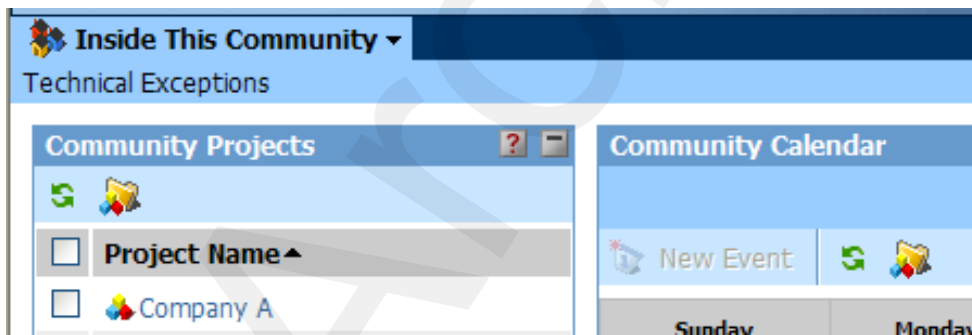 Inside This Community
Technical Exceptions
Community Projects
Project Name
Company A
Community Calendar
New Event
Sunday
Monday